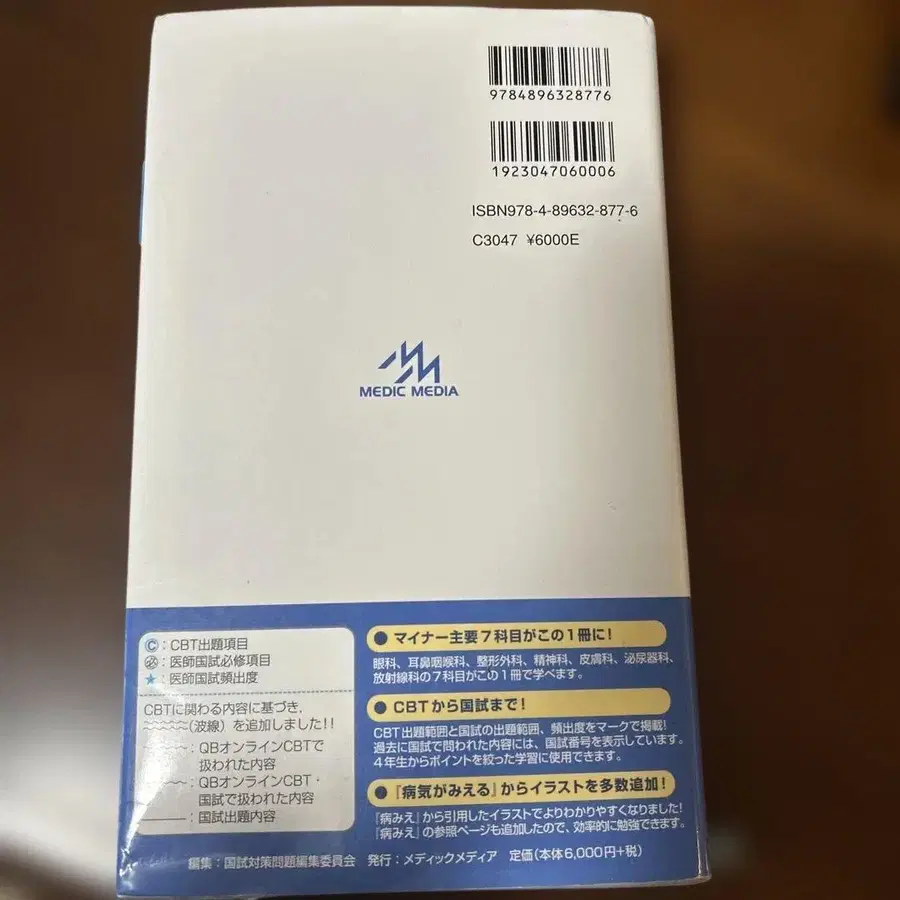 9784896328776
1923047060006
ISBN978-4-89632-877-6
C3047 ¥6000E
MEDIC MEDIA
C：CBT出題項目
：医師国試必修項目
★：医師国試頻出度
CBTに関わる内容に基づき，
（波線）を追加しました!!
：QBオンラインCBTで
扱われた内容
：QBオンラインCBT・
国試で扱われた内容
：国試出題内容
● マイナー主要7科目がこの1冊に！
眼科、耳鼻咽喉科、整形外科、精神科、皮膚科、泌尿器科、
放射線科の7科目がこの1冊で学べます。
● CBTから国試まで！
CBT出題範囲と国試の出題範囲、頻出度をマークで掲載！
過去に国試で問われた内容には、国試番号を表示しています。
4年生からポイントを絞った学習に使用できます。
● 『病気がみえる』からイラストを多数追加！
『病みえ』から引用したイラストでよりわかりやすくなりました！
『病みえ』の参照ページも追加したので、効率的に勉強できます。
編集：国試対策問題編集委員会 発行：メディックメディア 定価（本体6,000円+税）